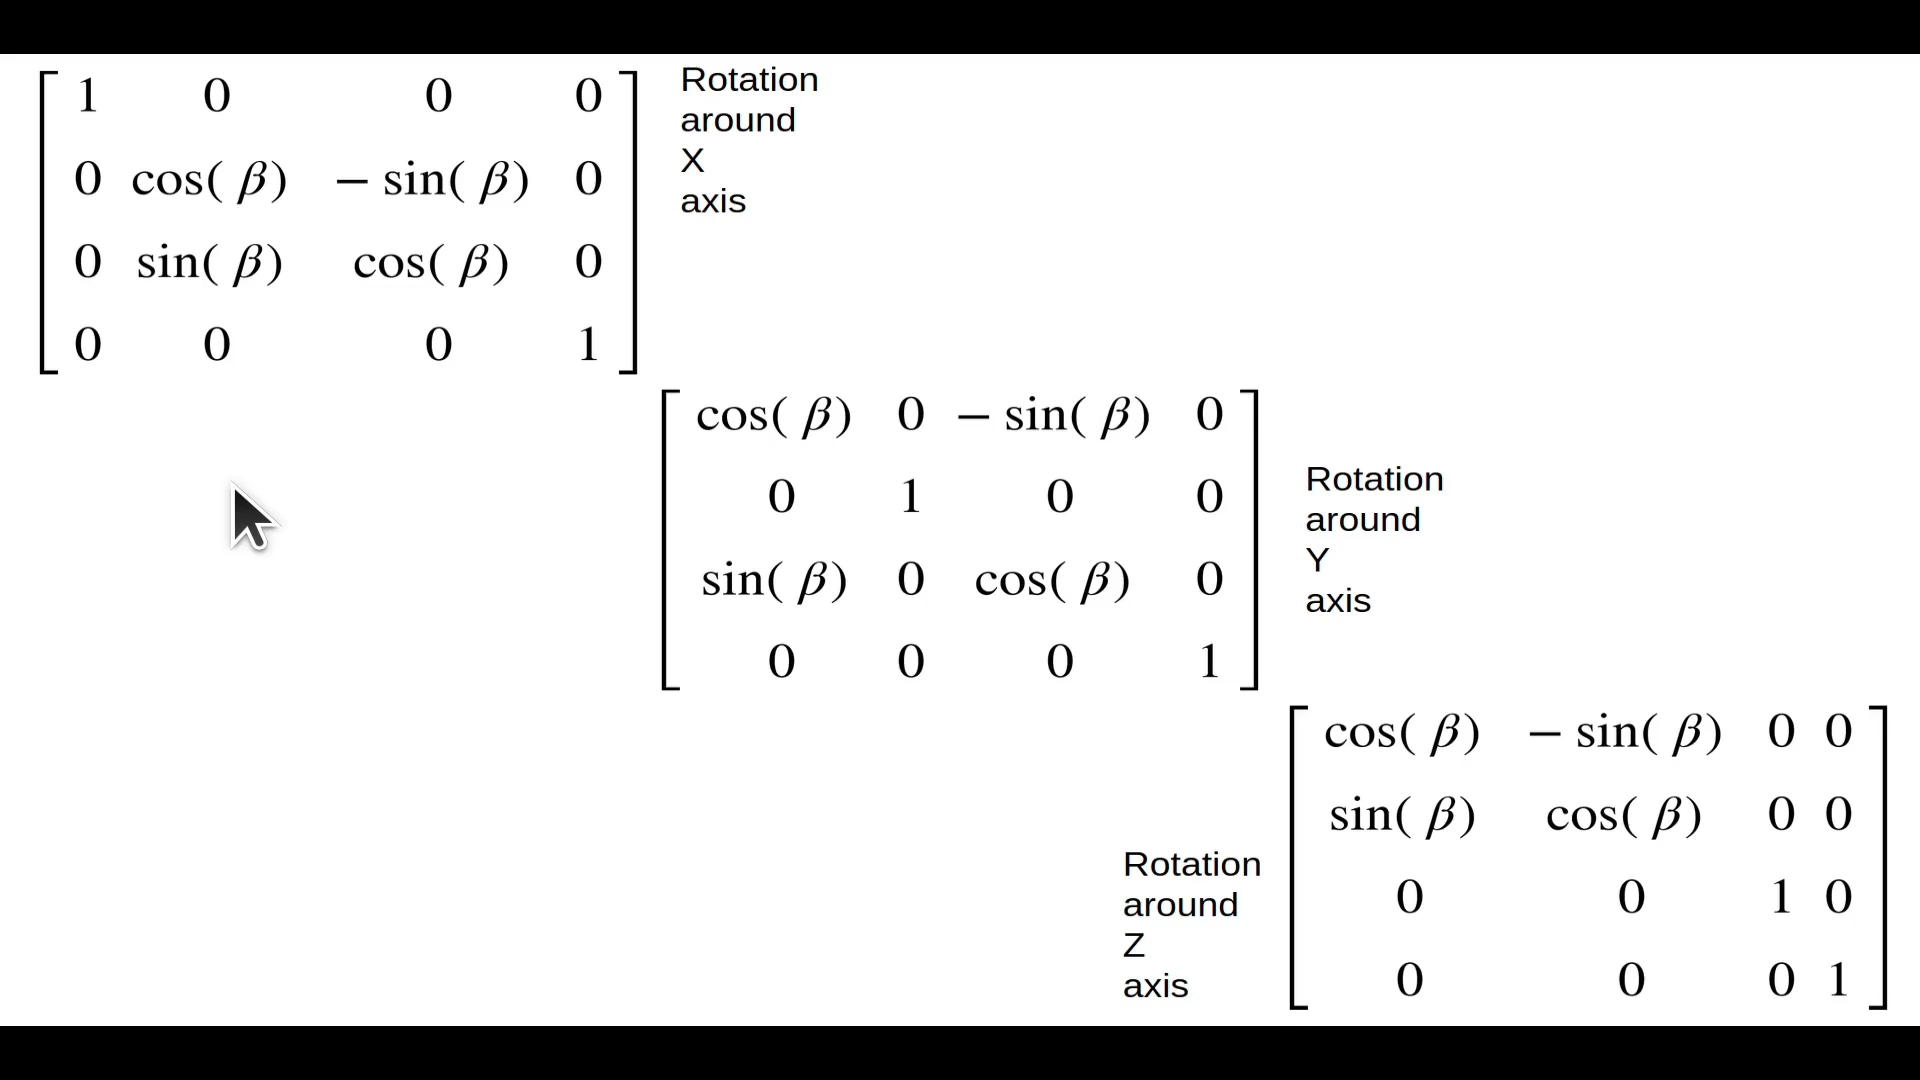 1 0 0 0
0 cos( β) − sin( β) 0
0 sin( β) cos( β) 0
0 0 0 1
Rotation
around
X
axis
cos( β) 0 − sin( β) 0
0 1 0 0
sin( β) 0 cos( β) 0
0 0 0 1
Rotation
around
Y
axis
Rotation
around
Z
axis
cos( β) − sin( β) 0 0
sin( β) cos( β) 0 0
0 0 1 0
0 0 0 1